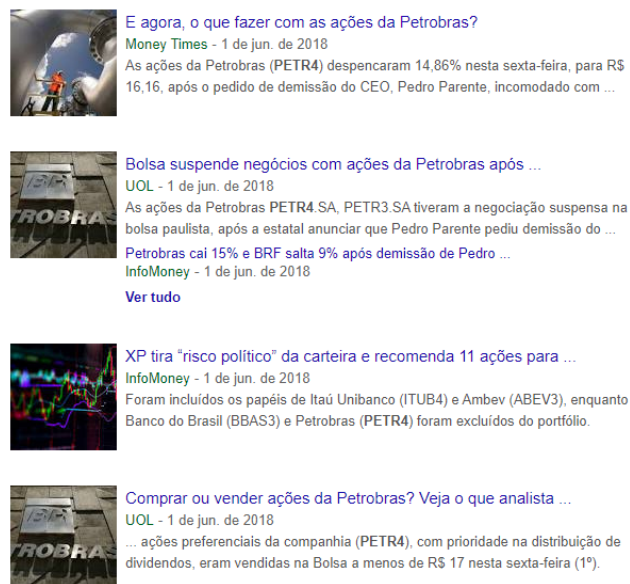 E agora, o que fazer com as ações da Petrobras?
Money Times - 1 de jun. de 2018
As ações da Petrobras (PETR4) despencaram 14,86% nesta sexta-feira, para R$
16,16, após o pedido de demissão do CEO, Pedro Parente, incomodado com ...
Bolsa suspende negócios com ações da Petrobras após ...
UOL - 1 de jun. de 2018
As ações da Petrobras PETR4.SA, PETR3.SA tiveram a negociação suspensa na
bolsa paulista, após a estatal anunciar que Pedro Parente pediu demissão do ...
Petrobras cai 15% e BRF salta 9% após demissão de Pedro ...
InfoMoney - 1 de jun. de 2018
Ver tudo
BR
TROBRAS
XP tira “risco político” da carteira e recomenda 11 ações para ...
InfoMoney - 1 de jun. de 2018
Foram incluídos os papéis de Itaú Unibanco (ITUB4) e Ambev (ABEV3), enquanto
Banco do Brasil (BBAS3) e Petrobras (PETR4) foram excluídos do portfólio.
Comprar ou vender ações da Petrobras? Veja o que analista ...
UOL - 1 de jun. de 2018
... ações preferenciais da companhia (PETR4), com prioridade na distribuição de
dividendos, eram vendidas na Bolsa a menos de R$ 17 nesta sexta-feira (1º).
BR
TROBRAS